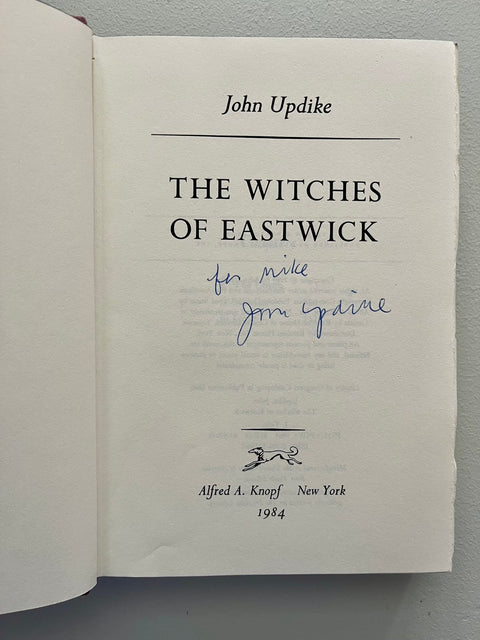 John Updike
THE WITCHES
OF EASTWICK
for Mike
John Updike
Alfred A. Knopf New York
1984